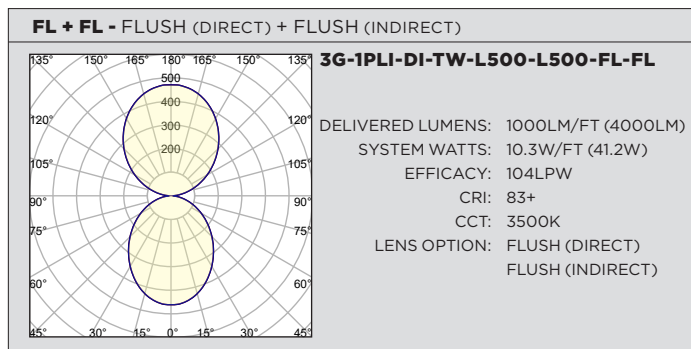 FL + FL - FLUSH (DIRECT) + FLUSH (INDIRECT)
135° 150° 165° 180° 165° 150° 135°
500
400
300
200
120° 120°
105° 105°
90° 90°
75° 75°
60° 60°
45° 30° 15° 0° 15° 30° 45°
3G-1PLI-DI-TW-L500-L500-FL-FL
DELIVERED LUMENS: 1000LM/FT (4000LM)
SYSTEM WATTS: 10.3W/FT (41.2W)
EFFICACY: 104LPW
CRI: 83+
CCT: 3500K
LENS OPTION: FLUSH (DIRECT)
FLUSH (INDIRECT)